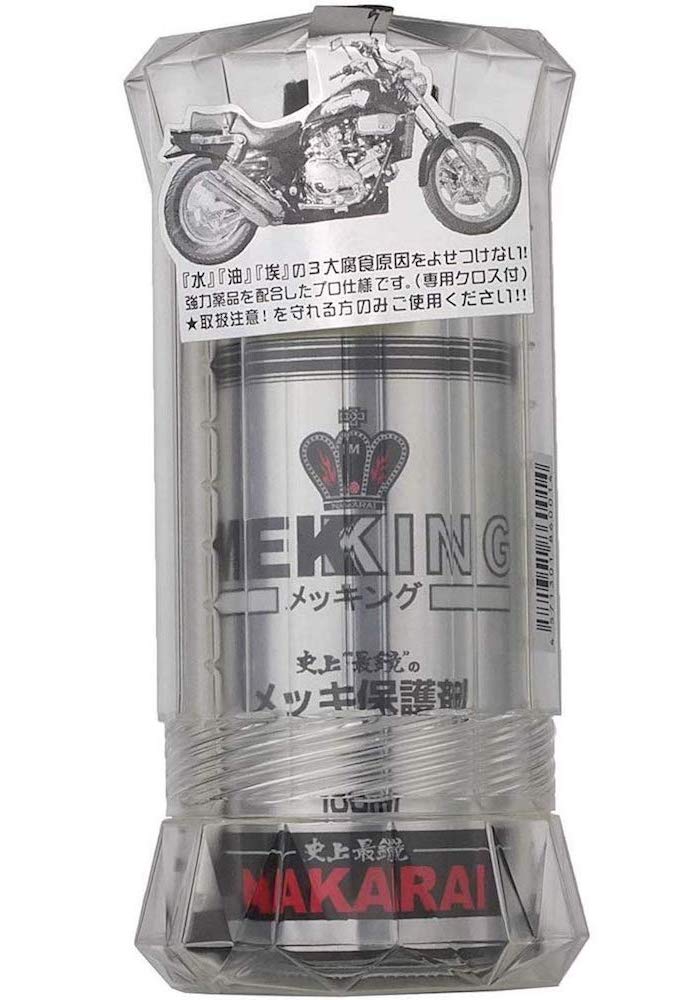 『水』『油』『埃』の3大腐食原因をよせつけない!
強力薬品を配合したプロ仕様です。(専用クロス付)
★取扱注意!を守れる方のみご使用ください!!
M
NAKARAI
MEKKING
メッキング
史上"最鏡"の
メッキ保護剤
100ml
史上最鏡
NAKARAI
4571301860014